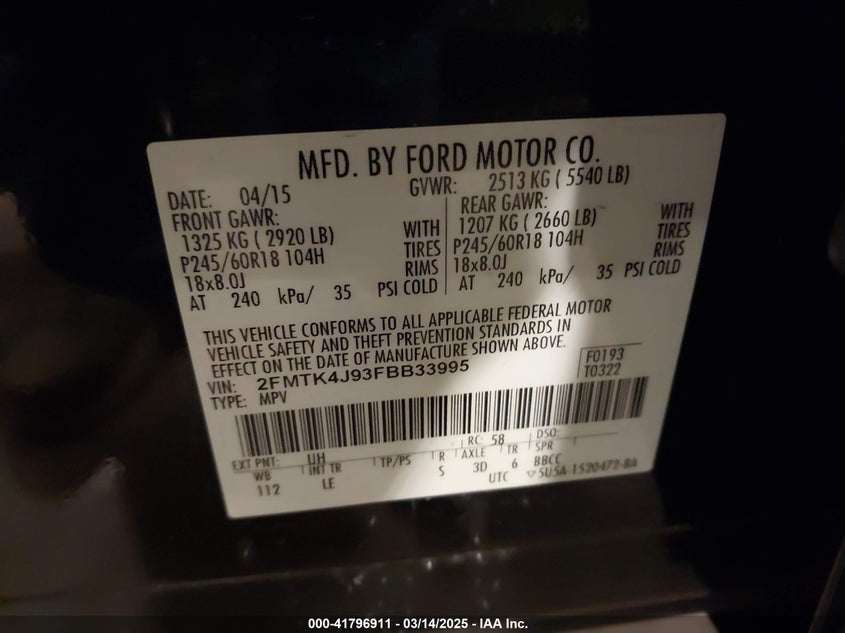 MFD. BY FORD MOTOR CO.
DATE: 04/15
GVWR: 2513 KG ( 5540 LB)
FRONT GAWR:
1325 KG ( 2920 LB) WITH
P245/60R18 104H TIRES
18x8.0J RIMS
AT 240 kPa/ 35 PSI COLD
REAR GAWR:
1207 KG ( 2660 LB) WITH
P245/60R18 104H TIRES
18x8.0J RIMS
AT 240 kPa/ 35 PSI COLD
THIS VEHICLE CONFORMS TO ALL APPLICABLE FEDERAL MOTOR
VEHICLE SAFETY AND THEFT PREVENTION STANDARDS IN
EFFECT ON THE DATE OF MANUFACTURE SHOWN ABOVE.
VIN: 2FMTK4J93FBB33995
TYPE: MPV
F0193
T0322
EXT PNT: UH RC: 58 DSO:
WB INT TR TP/PS R AXLE TR SPR
112 LE S 3D 6 BBCC
UTC ▽5U5A-1520472-BA
000-41796911 - 03/14/2025 - IAA Inc.